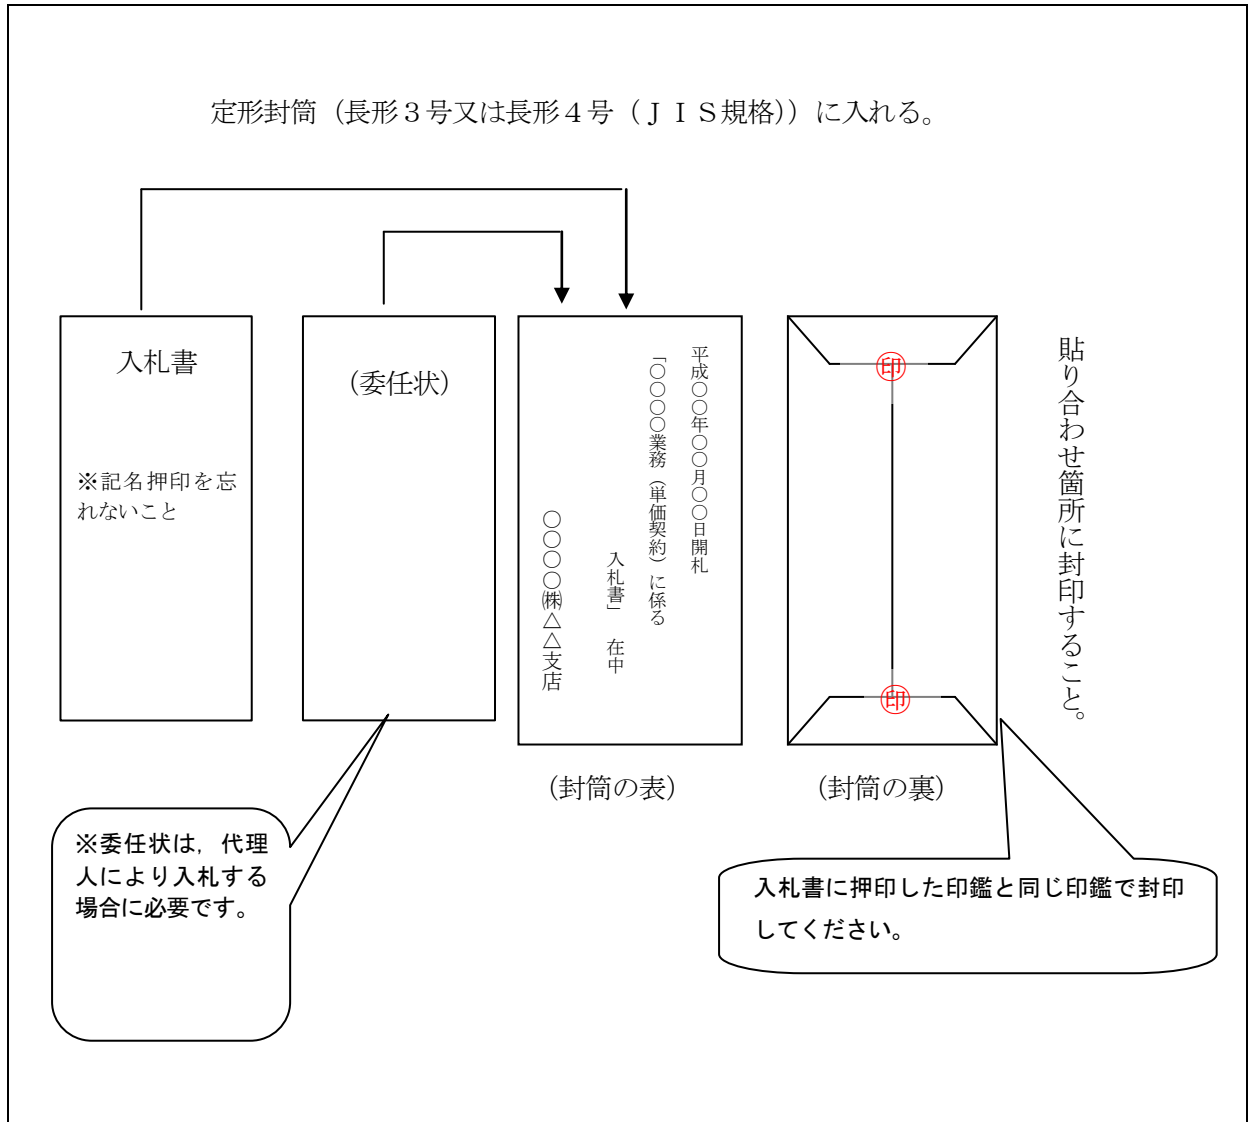 定形封筒（長形３号又は長形４号（ＪＩＳ規格））に入れる。
入札書
※記名押印を忘
れないこと
（委任状）
平成〇〇年〇〇月〇〇日開札
「〇〇〇〇業務（単価契約）に係る
入札書」　在中
〇〇〇〇㈱△△支店
印
印
貼り合わせ箇所に封印すること。
（封筒の表）
（封筒の裏）
※委任状は，代理
人により入札する
場合に必要です。
入札書に押印した印鑑と同じ印鑑で封印
してください。